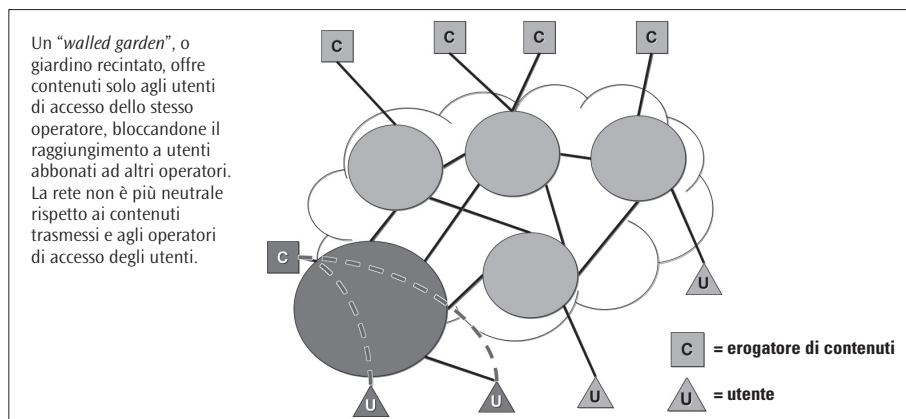 Un “walled garden”, o
giardino recintato, offre
contenuti solo agli utenti
di accesso dello stesso
operatore, bloccandone il
raggiungimento a utenti
abbonati ad altri operatori.
La rete non è più neutrale
rispetto ai contenuti
trasmessi e agli operatori
di accesso degli utenti.
C
C
C
C
C
U
U
U
U
C = erogatore di contenuti
U = utente